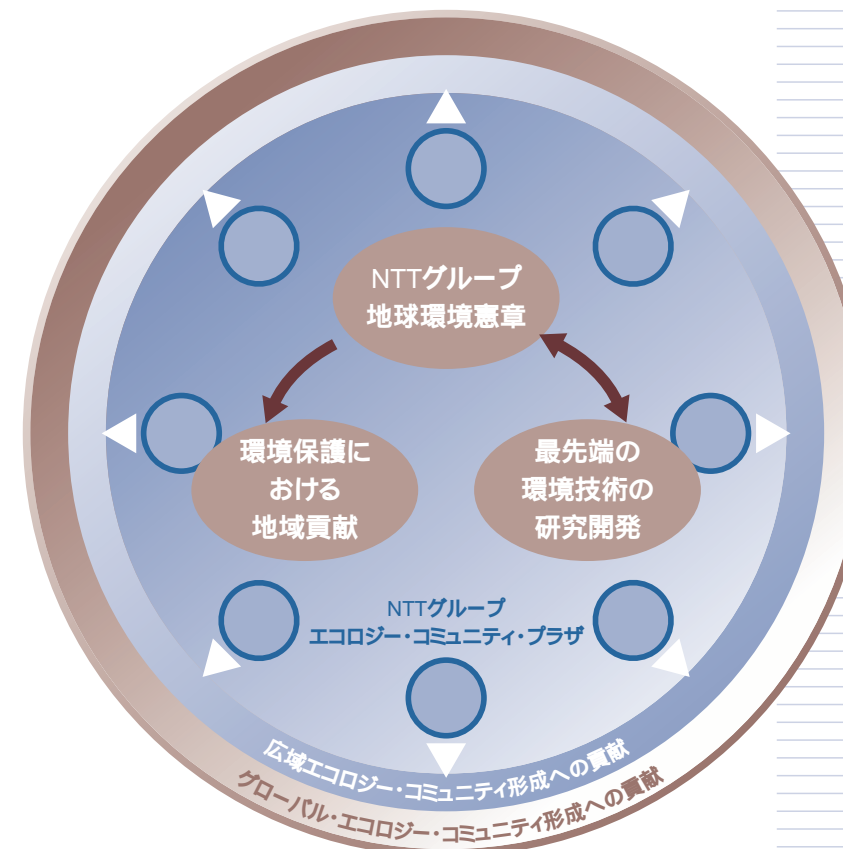 NTTグループ
地球環境憲章
環境保護に
おける
地域貢献
最先端の
環境技術の
研究開発
NTTグループ
エコロジー・コミュニティ・プラザ
広域エコロジー・コミュニティ形成への貢献
グローバル・エコロジー・コミュニティ形成への貢献